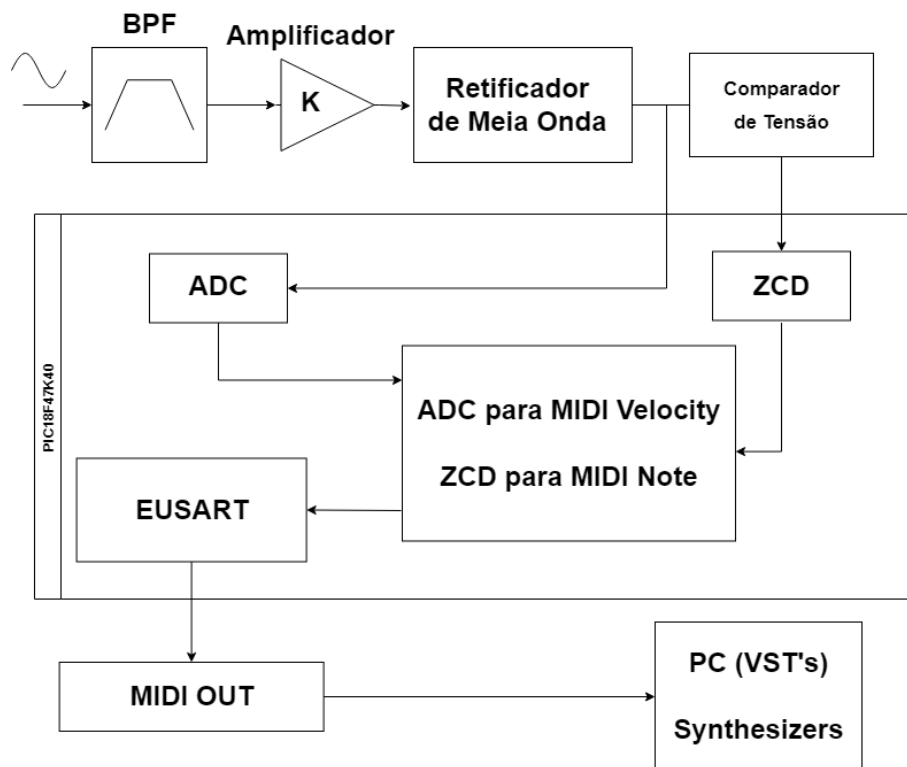 BPF
Amplificador
K
Retificador
de Meia Onda
Comparador
de Tensão
PIC18F47K40
ADC
ZCD
ADC para MIDI Velocity
ZCD para MIDI Note
EUSART
MIDI OUT
PC (VST's)
Synthesizers